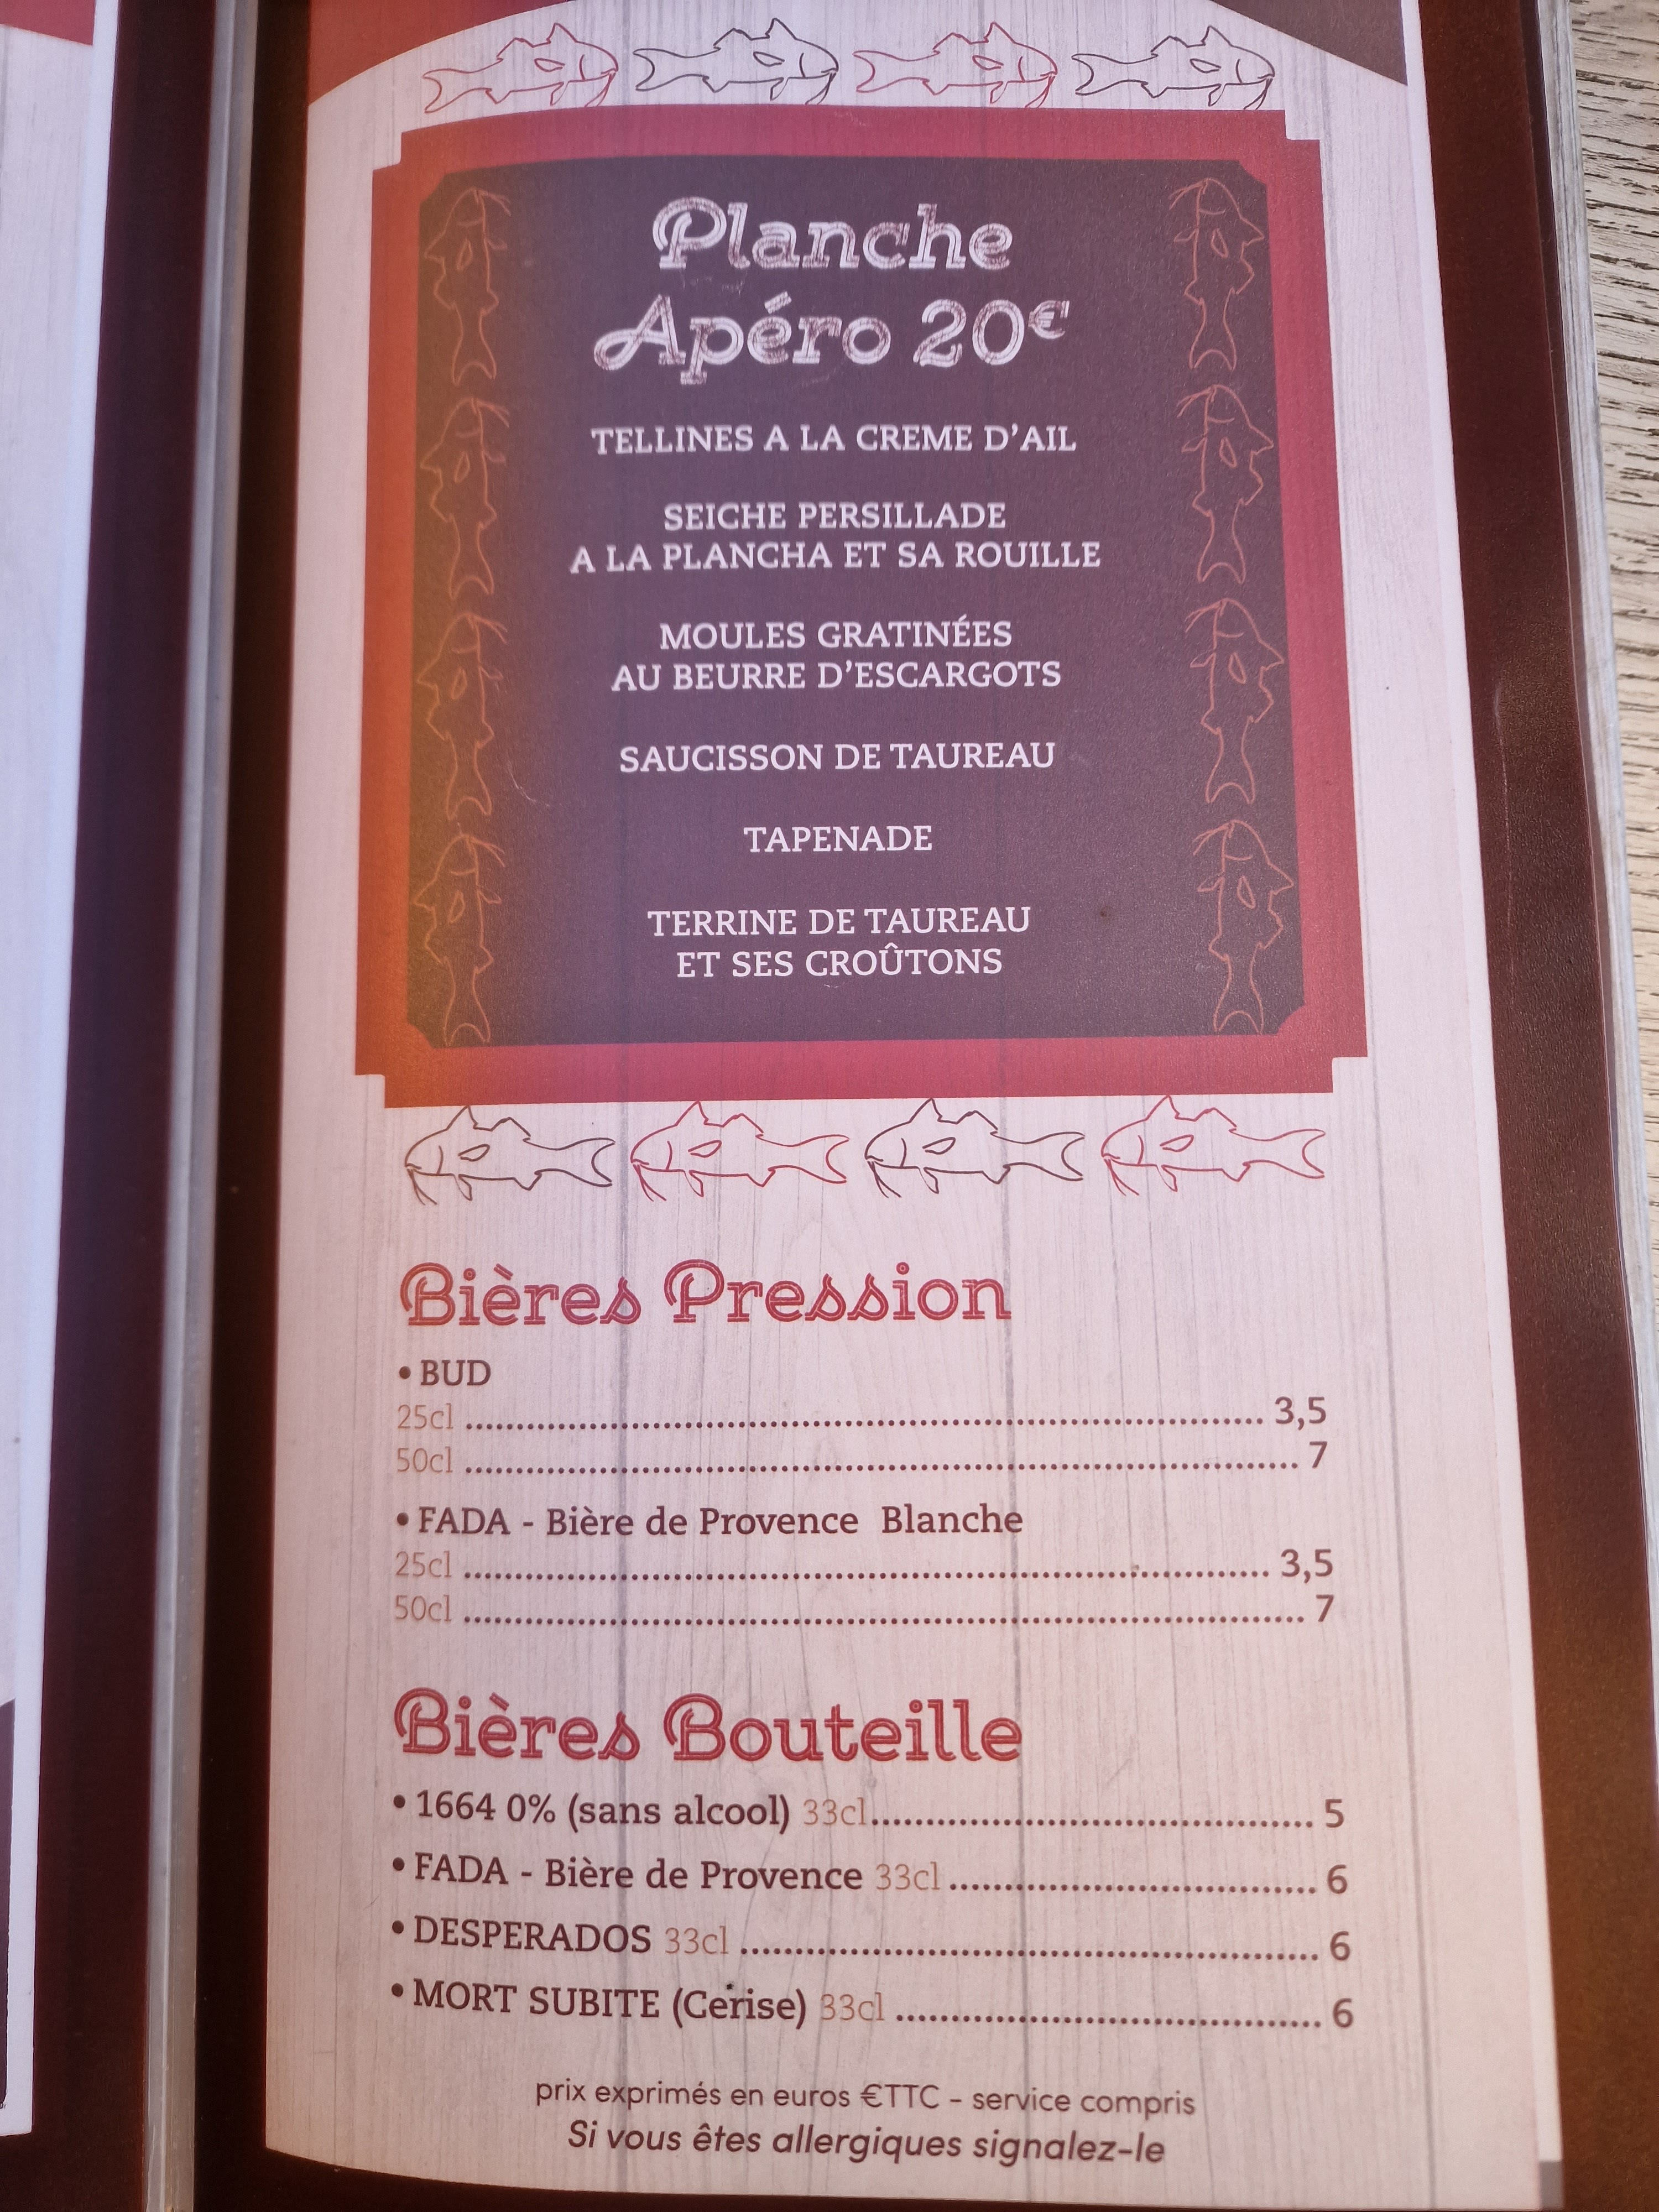 Planche
Apéro 20€
TELLINES A LA CREME D'AIL
SEICHE PERSILLADE
A LA PLANCHA ET SA ROUILLE
MOULES GRATINÉES
AU BEURRE D'ESCARGOTS
SAUCISSON DE TAUREAU
TAPENADE
TERRINE DE TAUREAU
ET SES CROÛTONS
Bières Pression
• BUD
25cl ........................................ 3,5
50cl ........................................ 7
• FADA - Bière de Provence Blanche
25cl ........................................ 3,5
50cl ........................................ 7
Bières Bouteille
• 1664 0% (sans alcool) 33cl........................................ 5
• FADA - Bière de Provence 33cl ........................................ 6
• DESPERADOS 33cl ........................................ 6
• MORT SUBITE (Cerise) 33cl ........................................ 6
prix exprimés en euros €TTC - service compris
Si vous êtes allergiques signalez-le